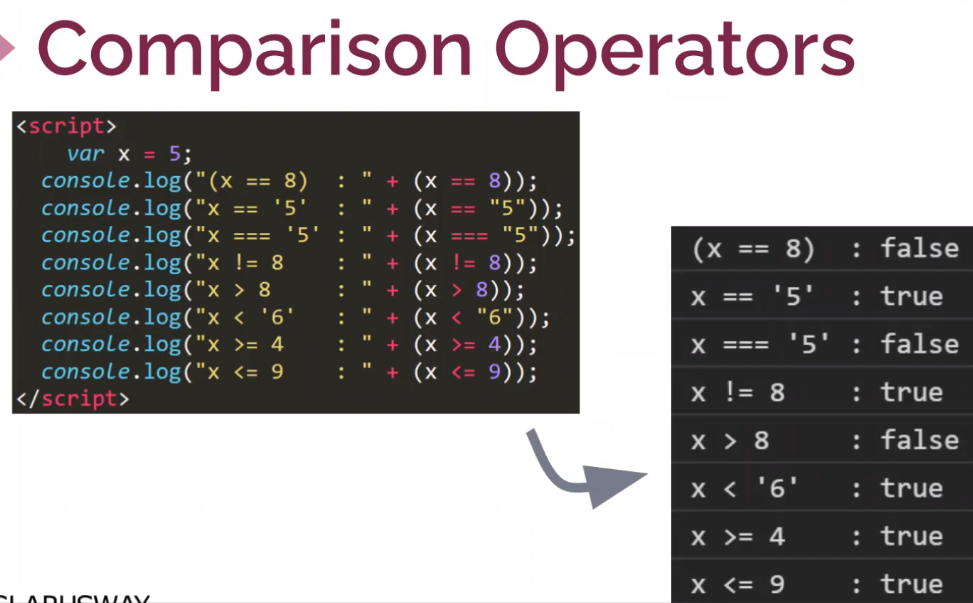 Comparison Operators
<script>
var x = 5;
console.log("(x == 8)  : " + (x == 8));
console.log("x == '5'  : " + (x == "5"));
console.log("x === '5' : " + (x === "5"));
console.log("x != 8    : " + (x != 8));
console.log("x > 8     : " + (x > 8));
console.log("x < '6'   : " + (x < "6"));
console.log("x >= 4    : " + (x >= 4));
console.log("x <= 9    : " + (x <= 9));
</script>
(x == 8)  : false
x == '5'  : true
x === '5' : false
x != 8    : true
x > 8     : false
x < '6'   : true
x >= 4    : true
x <= 9    : true